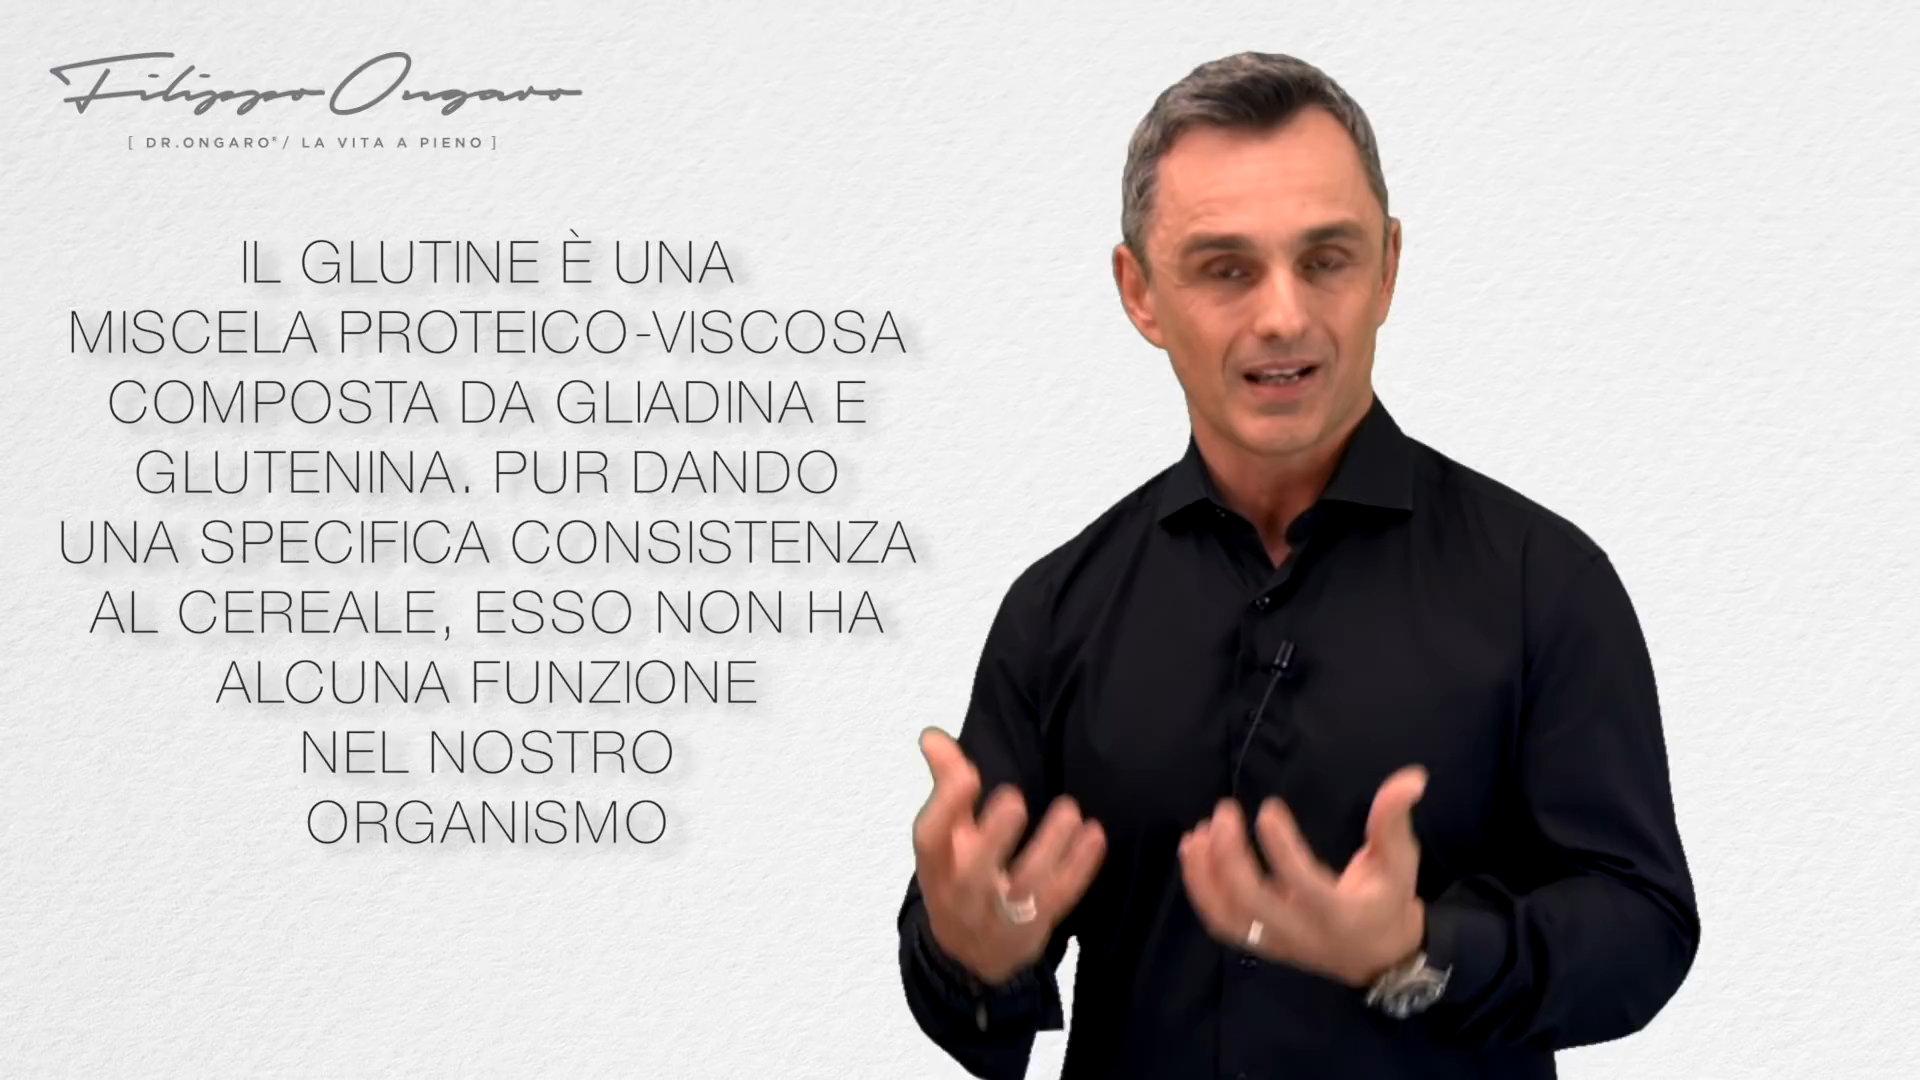 Filippo Ongaro
[ DR.ONGARO® / LA VITA A PIENO ]
IL GLUTINE È UNA
MISCELA PROTEICO-VISCOSA
COMPOSTA DA GLIADINA E
GLUTENINA. PUR DANDO
UNA SPECIFICA CONSISTENZA
AL CEREALE, ESSO NON HA
ALCUNA FUNZIONE
NEL NOSTRO
ORGANISMO